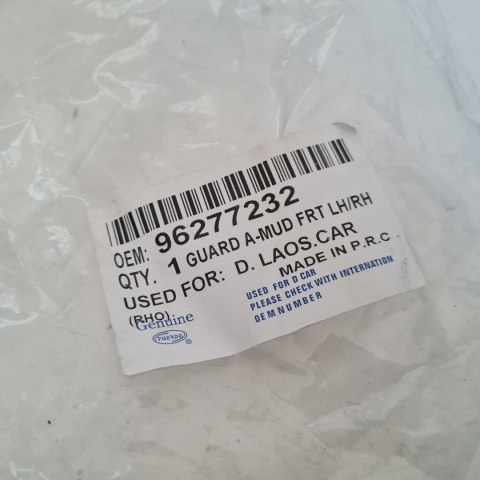 OEM: 96277232
QTY. 1 GUARD A-MUD FRT LH/RH
USED FOR: D. LAOS.CAR
(RHO) MADE IN P.R.C.
Genuine
USED FOR D CAR
PLEASE CHECK WITH INTERNATION
OEM NUMBER